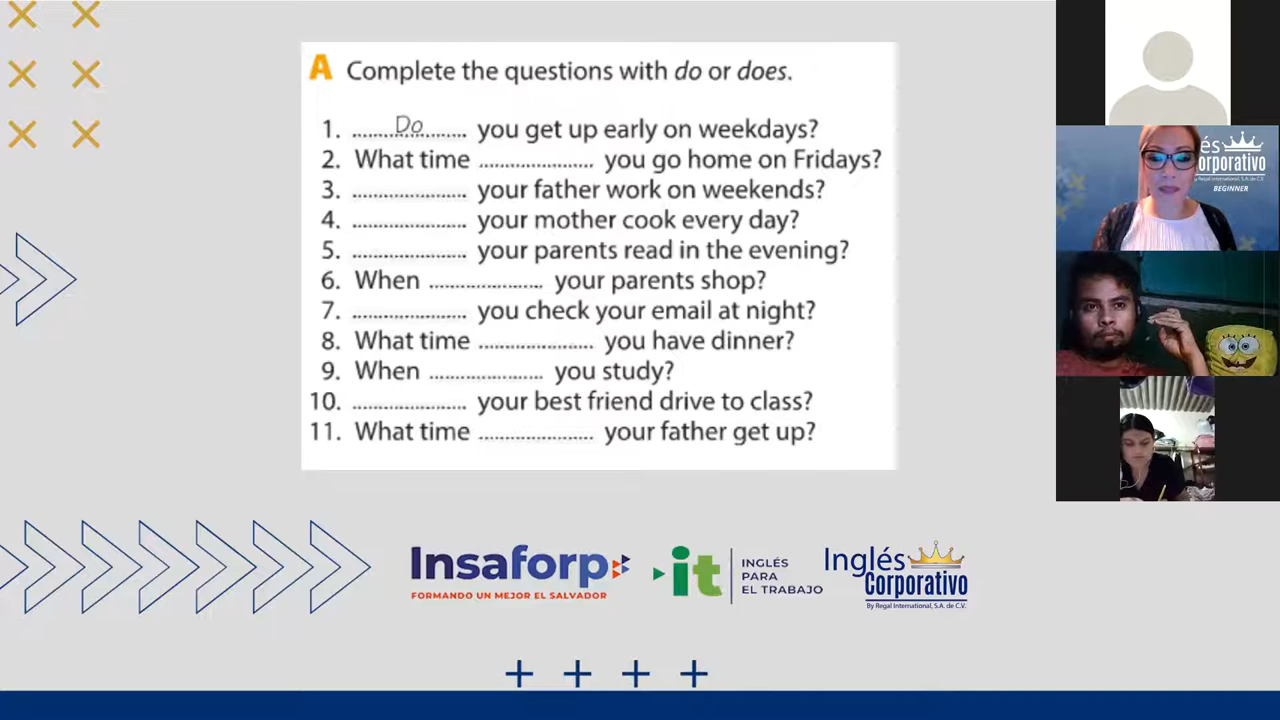 A Complete the questions with do or does.
1. Do you get up early on weekdays?
2. What time .................... you go home on Fridays?
3. .................... your father work on weekends?
4. .................... your mother cook every day?
5. .................... your parents read in the evening?
6. When .................... your parents shop?
7. .................... you check your email at night?
8. What time .................... you have dinner?
9. When .................... you study?
10. .................... your best friend drive to class?
11. What time .................... your father get up?
Insaforp
FORMANDO UN MEJOR EL SALVADOR
it
INGLÉS
PARA
EL TRABAJO
Inglés
Corporativo
By Regal International, S.A. de C.V.
és
orporativo
Regal International, S.A. de C.V.
BEGINNER